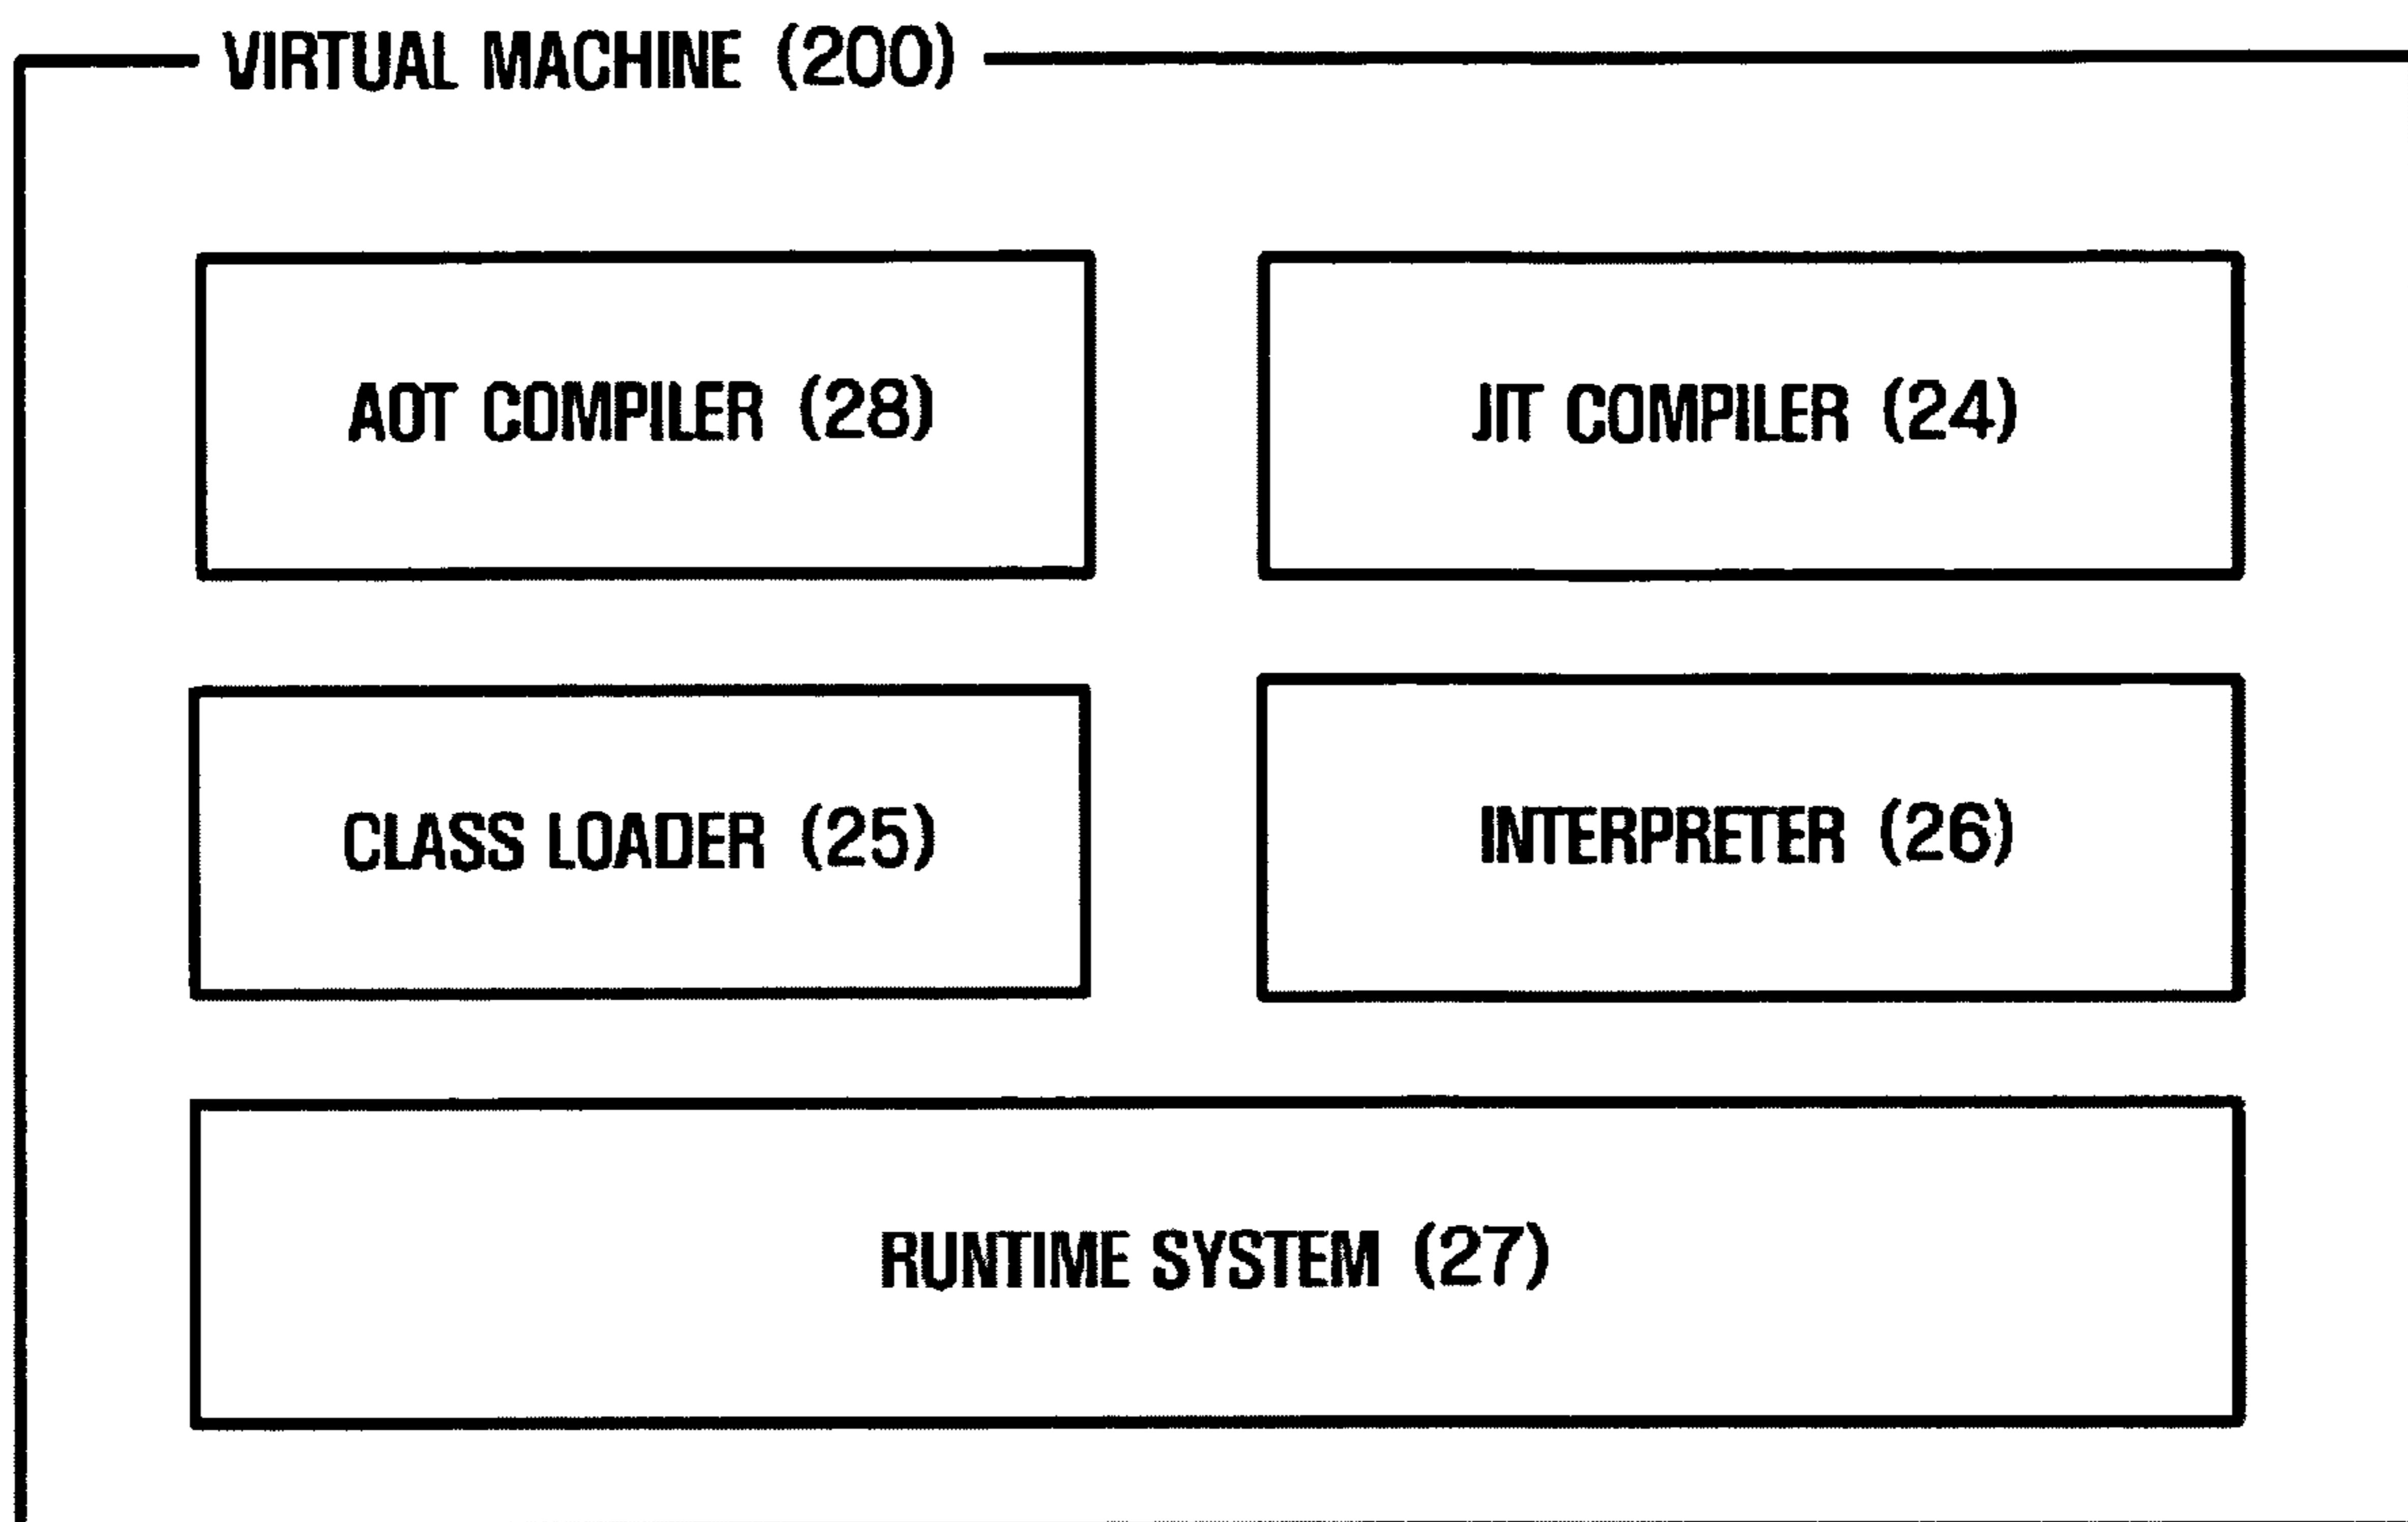 VIRTUAL MACHINE (200)
AOT COMPILER (28)
JIT COMPILER (24)
CLASS LOADER (25)
INTERPRETER (26)
RUNTIME SYSTEM (27)